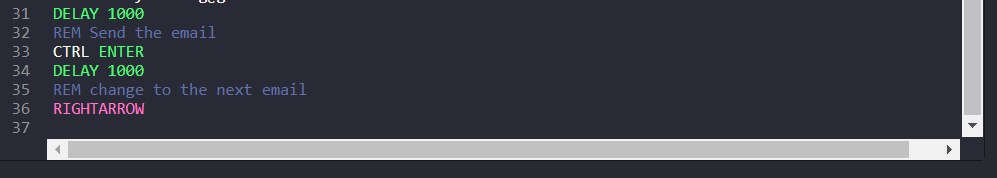 31 DELAY 1000
32 REM Send the email
33 CTRL ENTER
34 DELAY 1000
35 REM change to the next email
36 RIGHTARROW
37